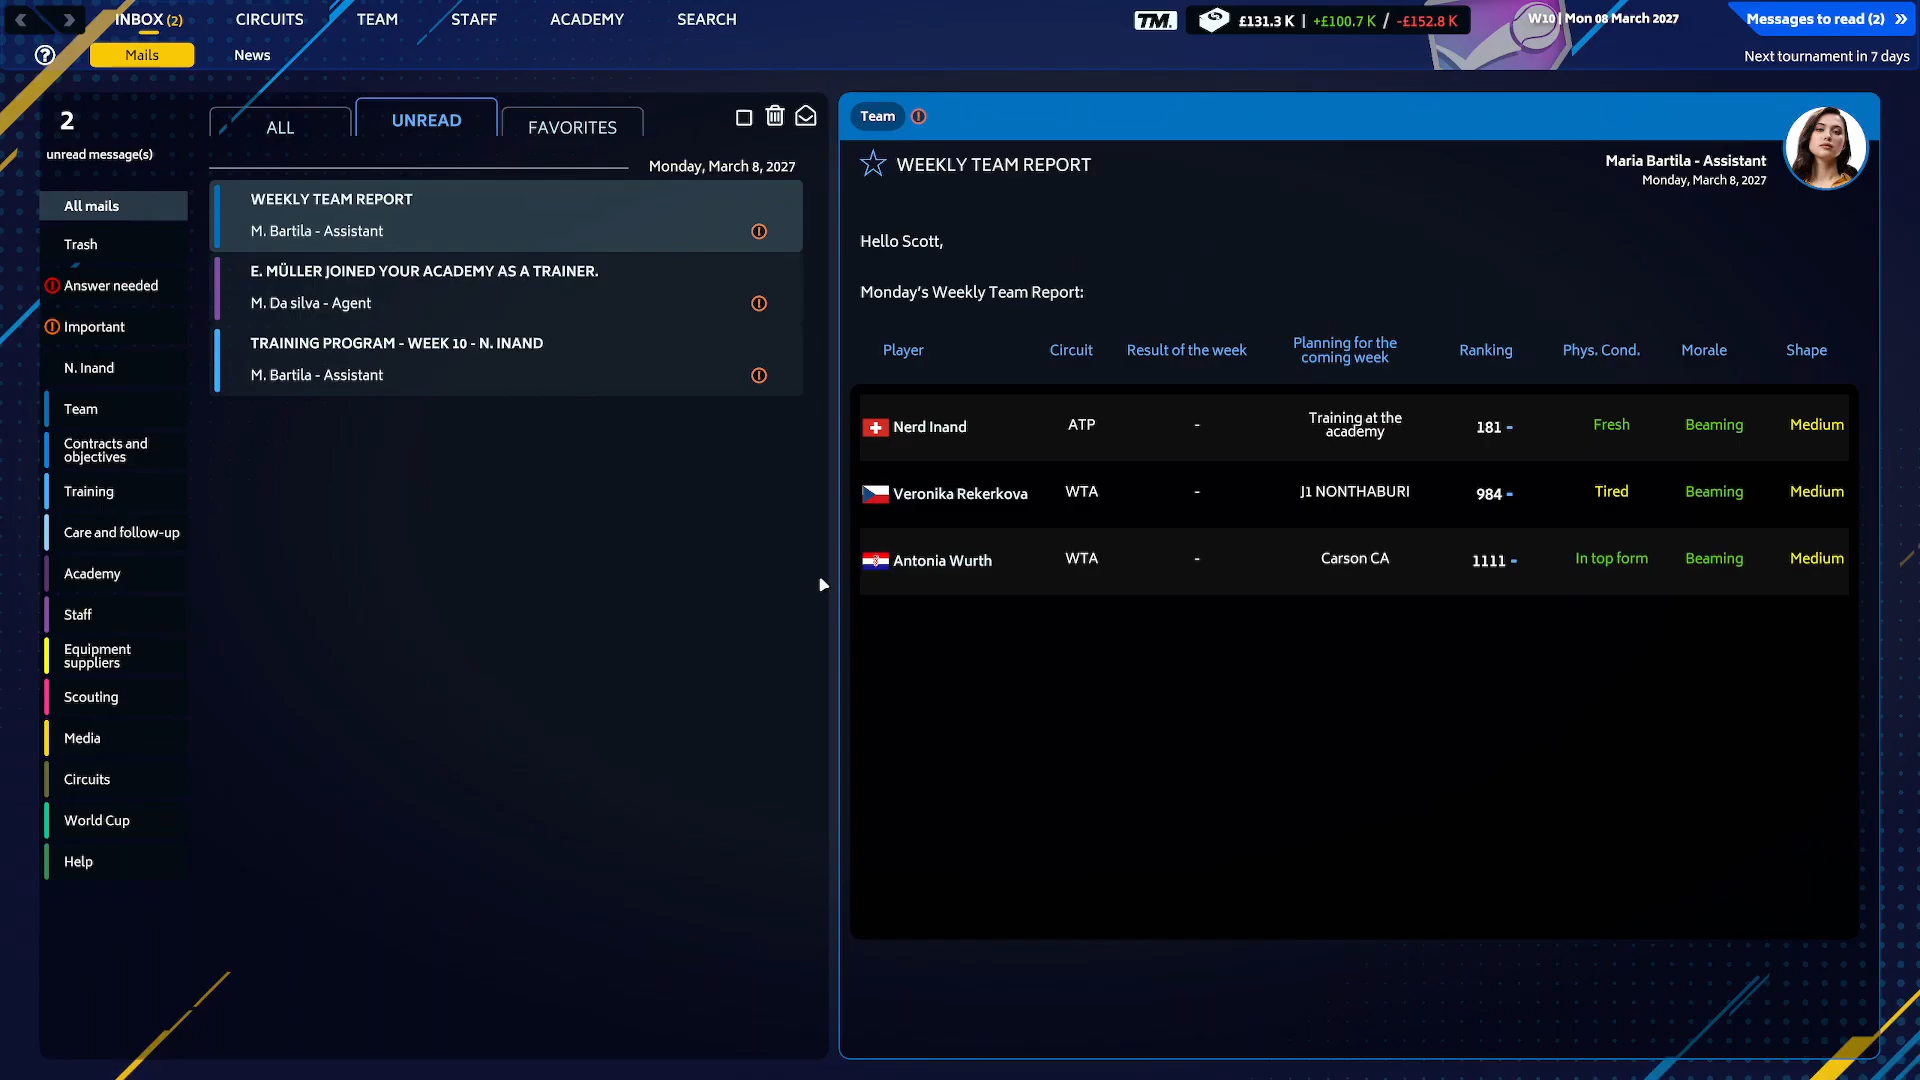 INBOX (2)
CIRCUITS
TEAM
STAFF
ACADEMY
SEARCH
TM.
£131.3 K | +£100.7 K / -£152.8 K
W10 | Mon 08 March 2027
Messages to read (2)
Mails
News
Next tournament in 7 days
2
unread message(s)
All mails
Trash
Answer needed
Important
N. Inand
Team
Contracts and
objectives
Training
Care and follow-up
Academy
Staff
Equipment
suppliers
Scouting
Media
Circuits
World Cup
Help
ALL
UNREAD
FAVORITES
Monday, March 8, 2027
WEEKLY TEAM REPORT
M. Bartila - Assistant
E. MÜLLER JOINED YOUR ACADEMY AS A TRAINER.
M. Da silva - Agent
TRAINING PROGRAM - WEEK 10 - N. INAND
M. Bartila - Assistant
Team
WEEKLY TEAM REPORT
Maria Bartila - Assistant
Monday, March 8, 2027
Hello Scott,
Monday's Weekly Team Report:
Player
Circuit
Result of the week
Planning for the
coming week
Ranking
Phys. Cond.
Morale
Shape
Nerd Inand
ATP
-
Training at the
academy
181 -
Fresh
Beaming
Medium
Veronika Rekerkova
WTA
-
J1 NONTHABURI
984 -
Tired
Beaming
Medium
Antonia Wurth
WTA
-
Carson CA
1111 -
In top form
Beaming
Medium